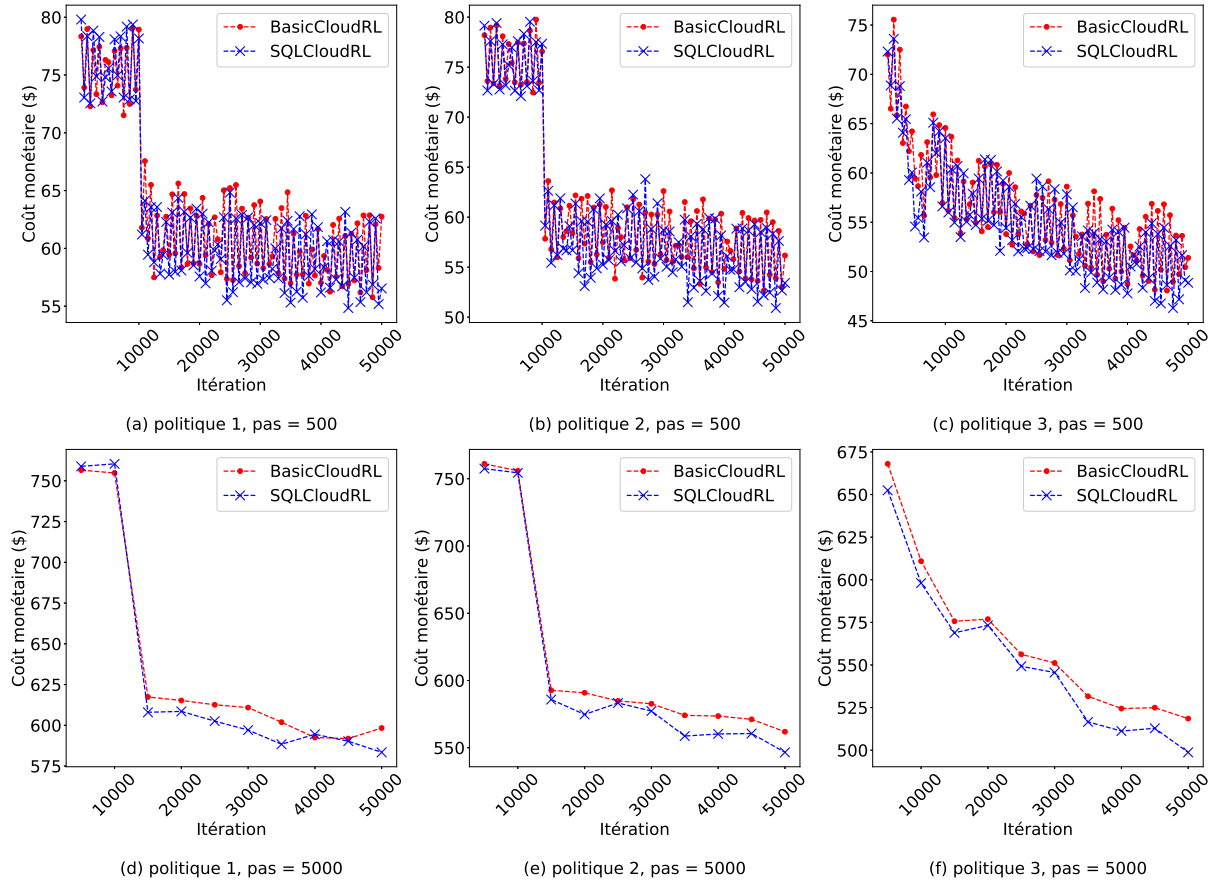 80
75
70
65
60
55
Coût monétaire ($)
BasicCloudRL
SQLCloudRL
10000
20000
30000
40000
50000
Itération
(a) politique 1, pas = 500
80
75
70
65
60
55
50
Coût monétaire ($)
BasicCloudRL
SQLCloudRL
10000
20000
30000
40000
50000
Itération
(b) politique 2, pas = 500
75
70
65
60
55
50
45
Coût monétaire ($)
BasicCloudRL
SQLCloudRL
10000
20000
30000
40000
50000
Itération
(c) politique 3, pas = 500
750
725
700
675
650
625
600
575
Coût monétaire ($)
BasicCloudRL
SQLCloudRL
10000
20000
30000
40000
50000
Itération
(d) politique 1, pas = 5000
750
700
650
600
550
Coût monétaire ($)
BasicCloudRL
SQLCloudRL
10000
20000
30000
40000
50000
Itération
(e) politique 2, pas = 5000
675
650
625
600
575
550
525
500
Coût monétaire ($)
BasicCloudRL
SQLCloudRL
10000
20000
30000
40000
50000
Itération
(f) politique 3, pas = 5000